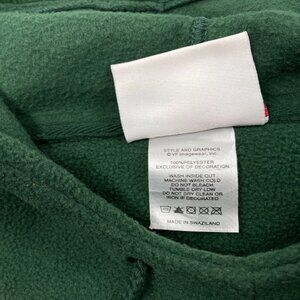 STYLE AND GRAPHICS
© VF Imagewear, Inc.
100%POLYESTER
EXCLUSIVE OF DECORATION
WASH INSIDE OUT
MACHINE WASH COLD
DO NOT BLEACH
TUMBLE DRY LOW
DO NOT DRY CLEAN OR
IRON IF DECORATED
MADE IN SWAZILAND